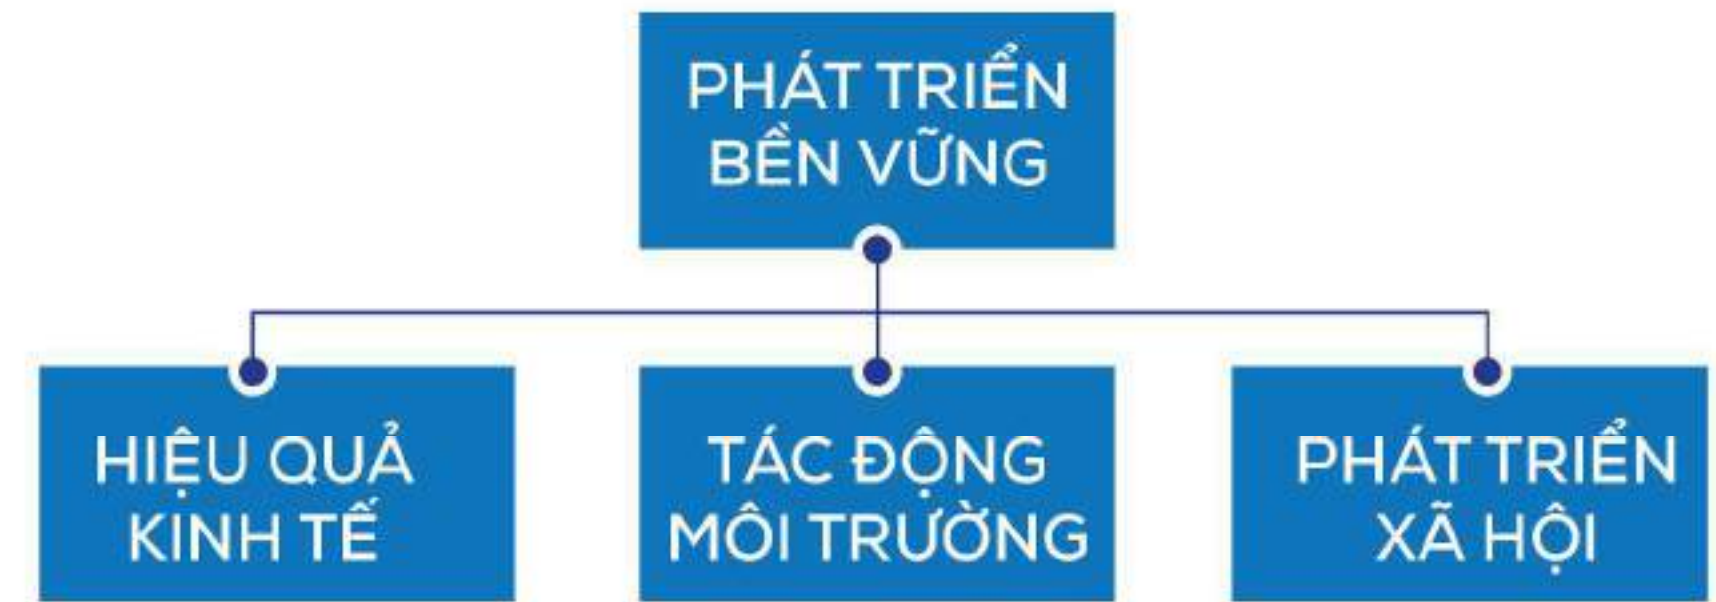 PHÁT TRIỂN
BỀN VỮNG
HIỆU QUẢ
KINH TẾ
TÁC ĐỘNG
MÔI TRƯỜNG
PHÁT TRIỂN
XÃ HỘI